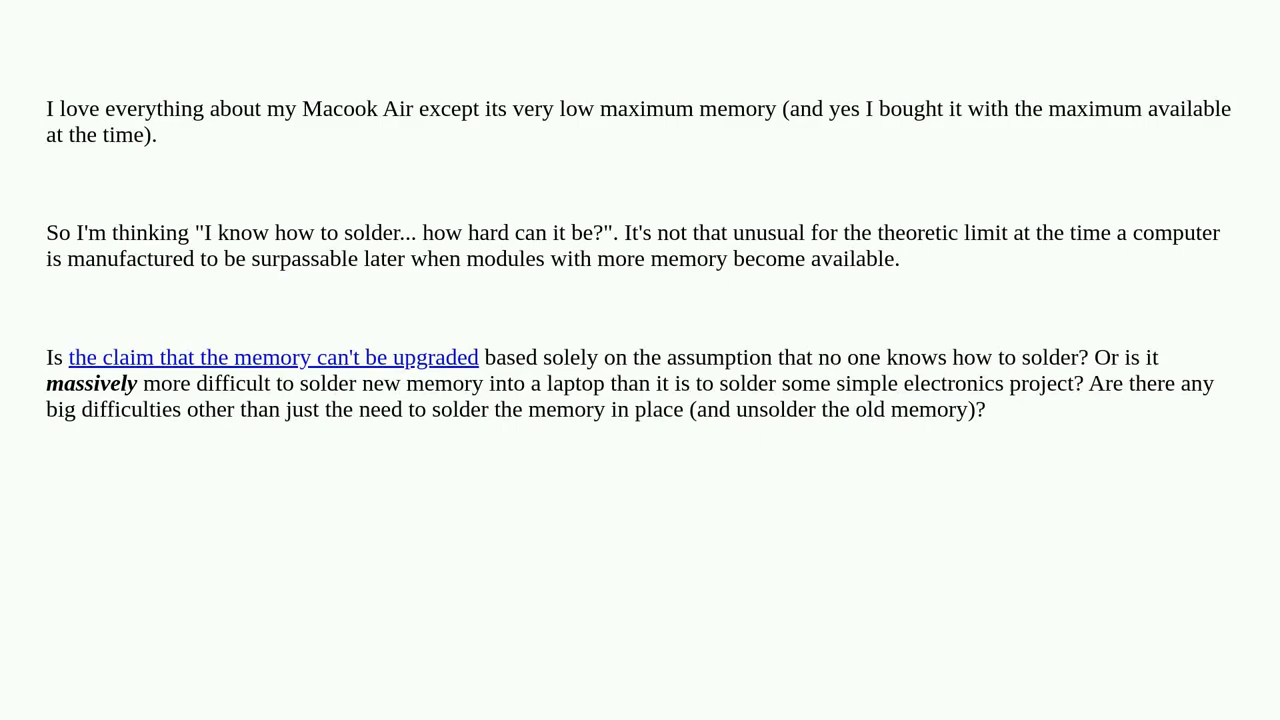 I love everything about my Macook Air except its very low maximum memory (and yes I bought it with the maximum available
at the time).
So I'm thinking "I know how to solder... how hard can it be?". It's not that unusual for the theoretic limit at the time a computer
is manufactured to be surpassable later when modules with more memory become available.
Is the claim that the memory can't be upgraded based solely on the assumption that no one knows how to solder? Or is it
massively more difficult to solder new memory into a laptop than it is to solder some simple electronics project? Are there any
big difficulties other than just the need to solder the memory in place (and unsolder the old memory)?